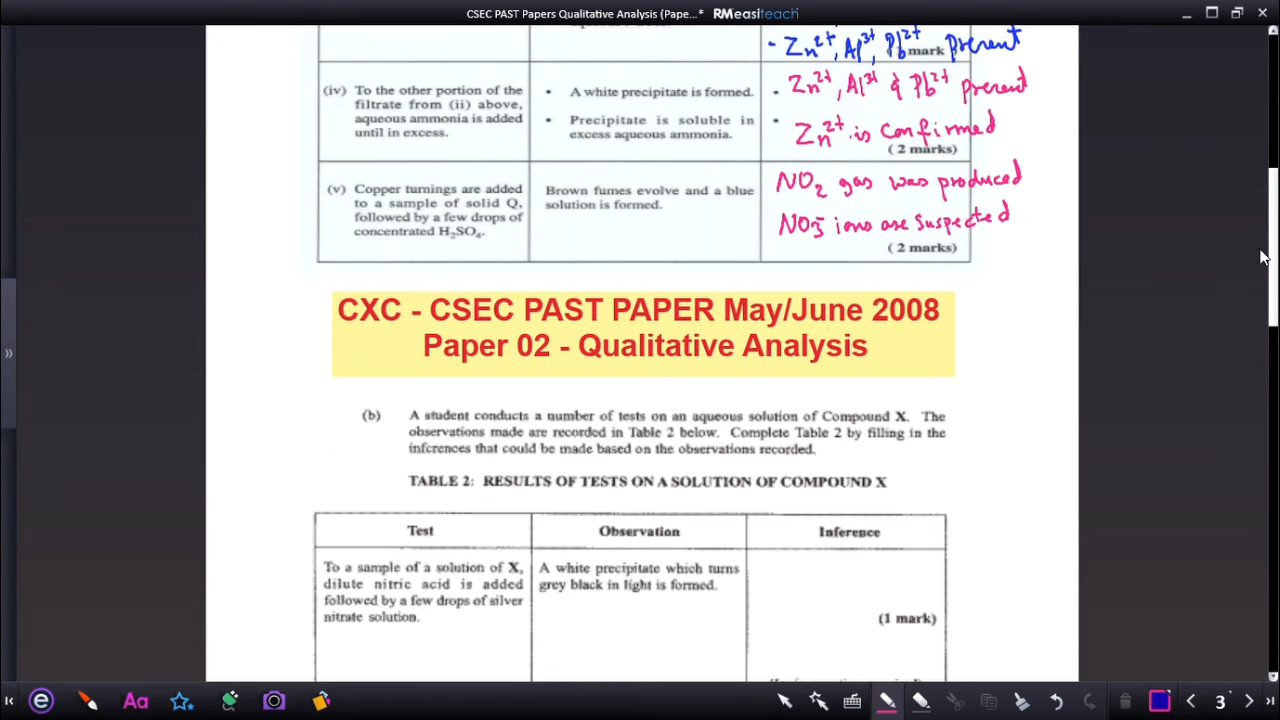 CSEC PAST Papers Qualitative Analysis (Pape...* RMeasiteach
• Zn²⁺, Al³⁺, Pb²⁺ present
mark
(iv) To the other portion of the
filtrate from (ii) above,
aqueous ammonia is added
until in excess.
• A white precipitate is formed.
• Precipitate is soluble in
excess aqueous ammonia.
• Zn²⁺, Al³⁺ & Pb²⁺ present
• Zn²⁺ is confirmed
( 2 marks)
(v) Copper turnings are added
to a sample of solid Q,
followed by a few drops of
concentrated H₂SO₄.
Brown fumes evolve and a blue
solution is formed.
NO₂ gas was produced
NO₃⁻ ions are suspected
( 2 marks)
CXC - CSEC PAST PAPER May/June 2008
Paper 02 - Qualitative Analysis
(b) A student conducts a number of tests on an aqueous solution of Compound X. The
observations made are recorded in Table 2 below. Complete Table 2 by filling in the
inferences that could be made based on the observations recorded.
TABLE 2: RESULTS OF TESTS ON A SOLUTION OF COMPOUND X
Test Observation Inference
To a sample of a solution of X,
dilute nitric acid is added
followed by a few drops of silver
nitrate solution.
A white precipitate which turns
grey black in light is formed.
(1 mark)
Aa
3